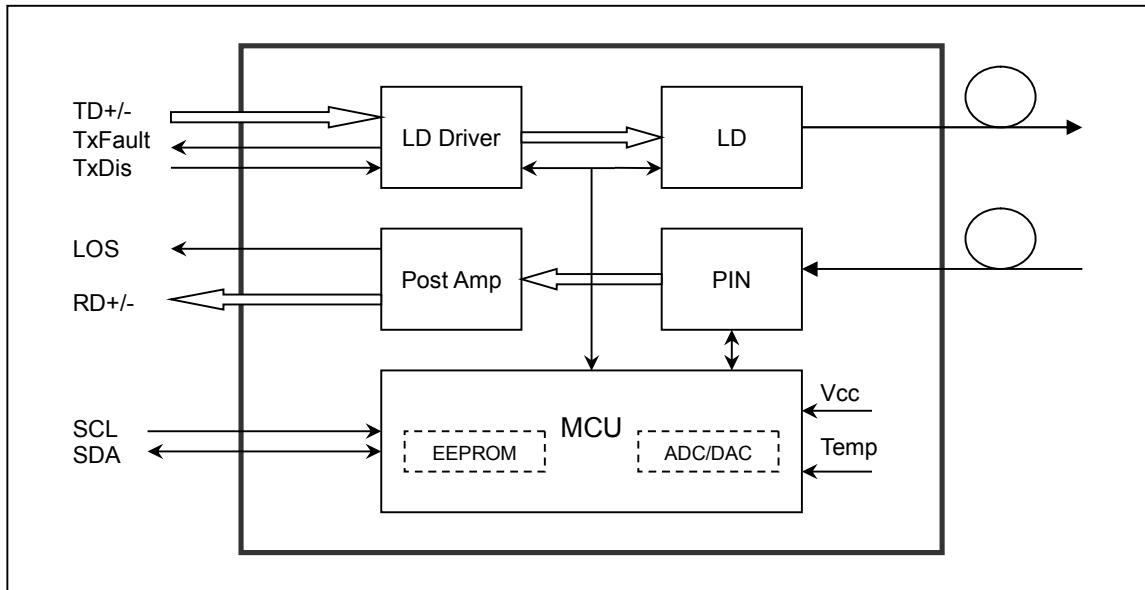 TD+/-
TxFault
TxDis
LD Driver
LD
LOS
RD+/-
Post Amp
PIN
SCL
SDA
MCU
EEPROM
ADC/DAC
Vcc
Temp